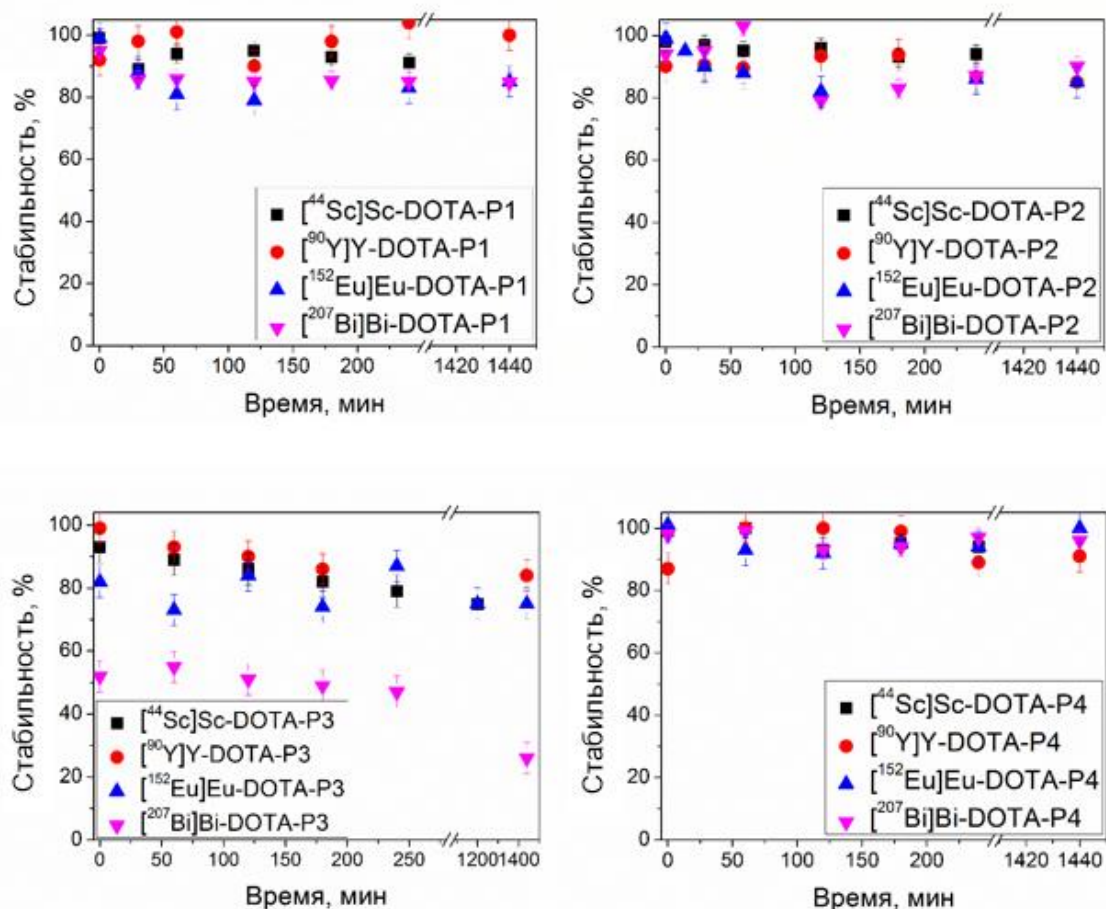 100
80
60
40
20
0
Стабильность, %
[⁴⁴Sc]Sc-DOTA-P1
[⁹⁰Y]Y-DOTA-P1
[¹⁵²Eu]Eu-DOTA-P1
[²⁰⁷Bi]Bi-DOTA-P1
0 50 100 150 200 1420 1440
Время, мин
100
80
60
40
20
0
Стабильность, %
[⁴⁴Sc]Sc-DOTA-P2
[⁹⁰Y]Y-DOTA-P2
[¹⁵²Eu]Eu-DOTA-P2
[²⁰⁷Bi]Bi-DOTA-P2
0 50 100 150 200 1420 1440
Время, мин
100
80
60
40
20
0
Стабильность, %
[⁴⁴Sc]Sc-DOTA-P3
[⁹⁰Y]Y-DOTA-P3
[¹⁵²Eu]Eu-DOTA-P3
[²⁰⁷Bi]Bi-DOTA-P3
0 50 100 150 200 250 1200 1400
Время, мин
100
80
60
40
20
0
Стабильность, %
[⁴⁴Sc]Sc-DOTA-P4
[⁹⁰Y]Y-DOTA-P4
[¹⁵²Eu]Eu-DOTA-P4
[²⁰⁷Bi]Bi-DOTA-P4
0 50 100 150 200 1420 1440
Время, мин